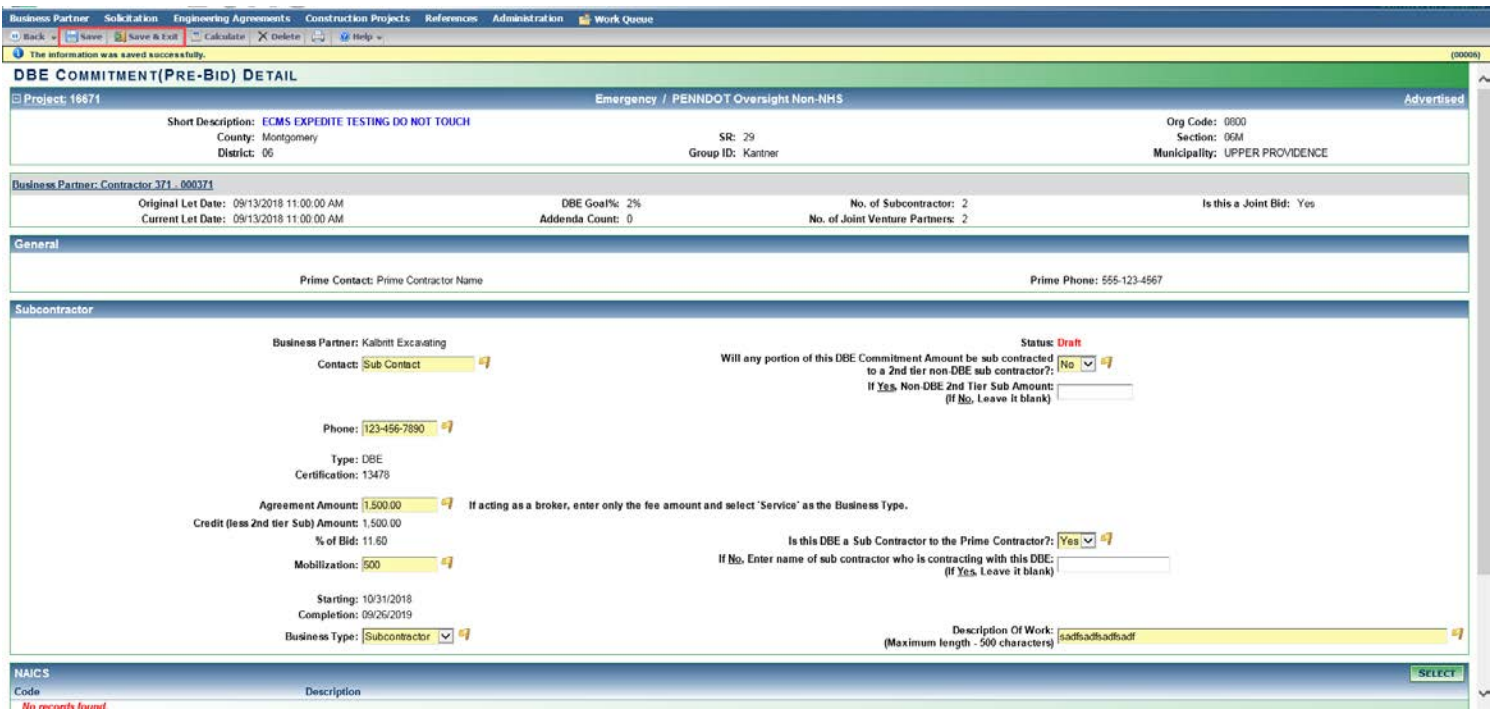 Business Partner Solicitation Engineering Agreements Construction Projects References Administration Work Queue
Back Save Save & Exit Calculate Delete Help
The information was saved successfully. (00006)
DBE COMMITMENT(PRE-BID) DETAIL
Project: 16671 Emergency / PENNDOT Oversight Non-NHS Advertised
Short Description: ECMS EXPEDITE TESTING DO NOT TOUCH Org Code: 0800
County: Montgomery SR: 29 Section: 06M
District: 06 Group ID: Kantner Municipality: UPPER PROVIDENCE
Business Partner: Contractor 371 - 000371
Original Let Date: 09/13/2018 11:00:00 AM DBE Goal%: 2% No. of Subcontractor: 2 Is this a Joint Bid: Yes
Current Let Date: 09/13/2018 11:00:00 AM Addenda Count: 0 No. of Joint Venture Partners: 2
General
Prime Contact: Prime Contractor Name Prime Phone: 555-123-4567
Subcontractor
Business Partner: Kalbritt Excavating Status: Draft
Contact: Sub Contact Will any portion of this DBE Commitment Amount be sub contracted
to a 2nd tier non-DBE sub contractor?: No
If Yes, Non-DBE 2nd Tier Sub Amount:
(If No, Leave it blank)
Phone: 123-456-7890
Type: DBE
Certification: 13478
Agreement Amount: 1,500.00 If acting as a broker, enter only the fee amount and select 'Service' as the Business Type.
Credit (less 2nd tier Sub) Amount: 1,500.00
% of Bid: 11.60 Is this DBE a Sub Contractor to the Prime Contractor?: Yes
Mobilization: 500 If No, Enter name of sub contractor who is contracting with this DBE:
(If Yes, Leave it blank)
Starting: 10/31/2018
Completion: 09/26/2019
Business Type: Subcontractor Description Of Work: sadfsadfsadfsadf
(Maximum length - 500 characters)
NAICS SELECT
Code Description
No records found.